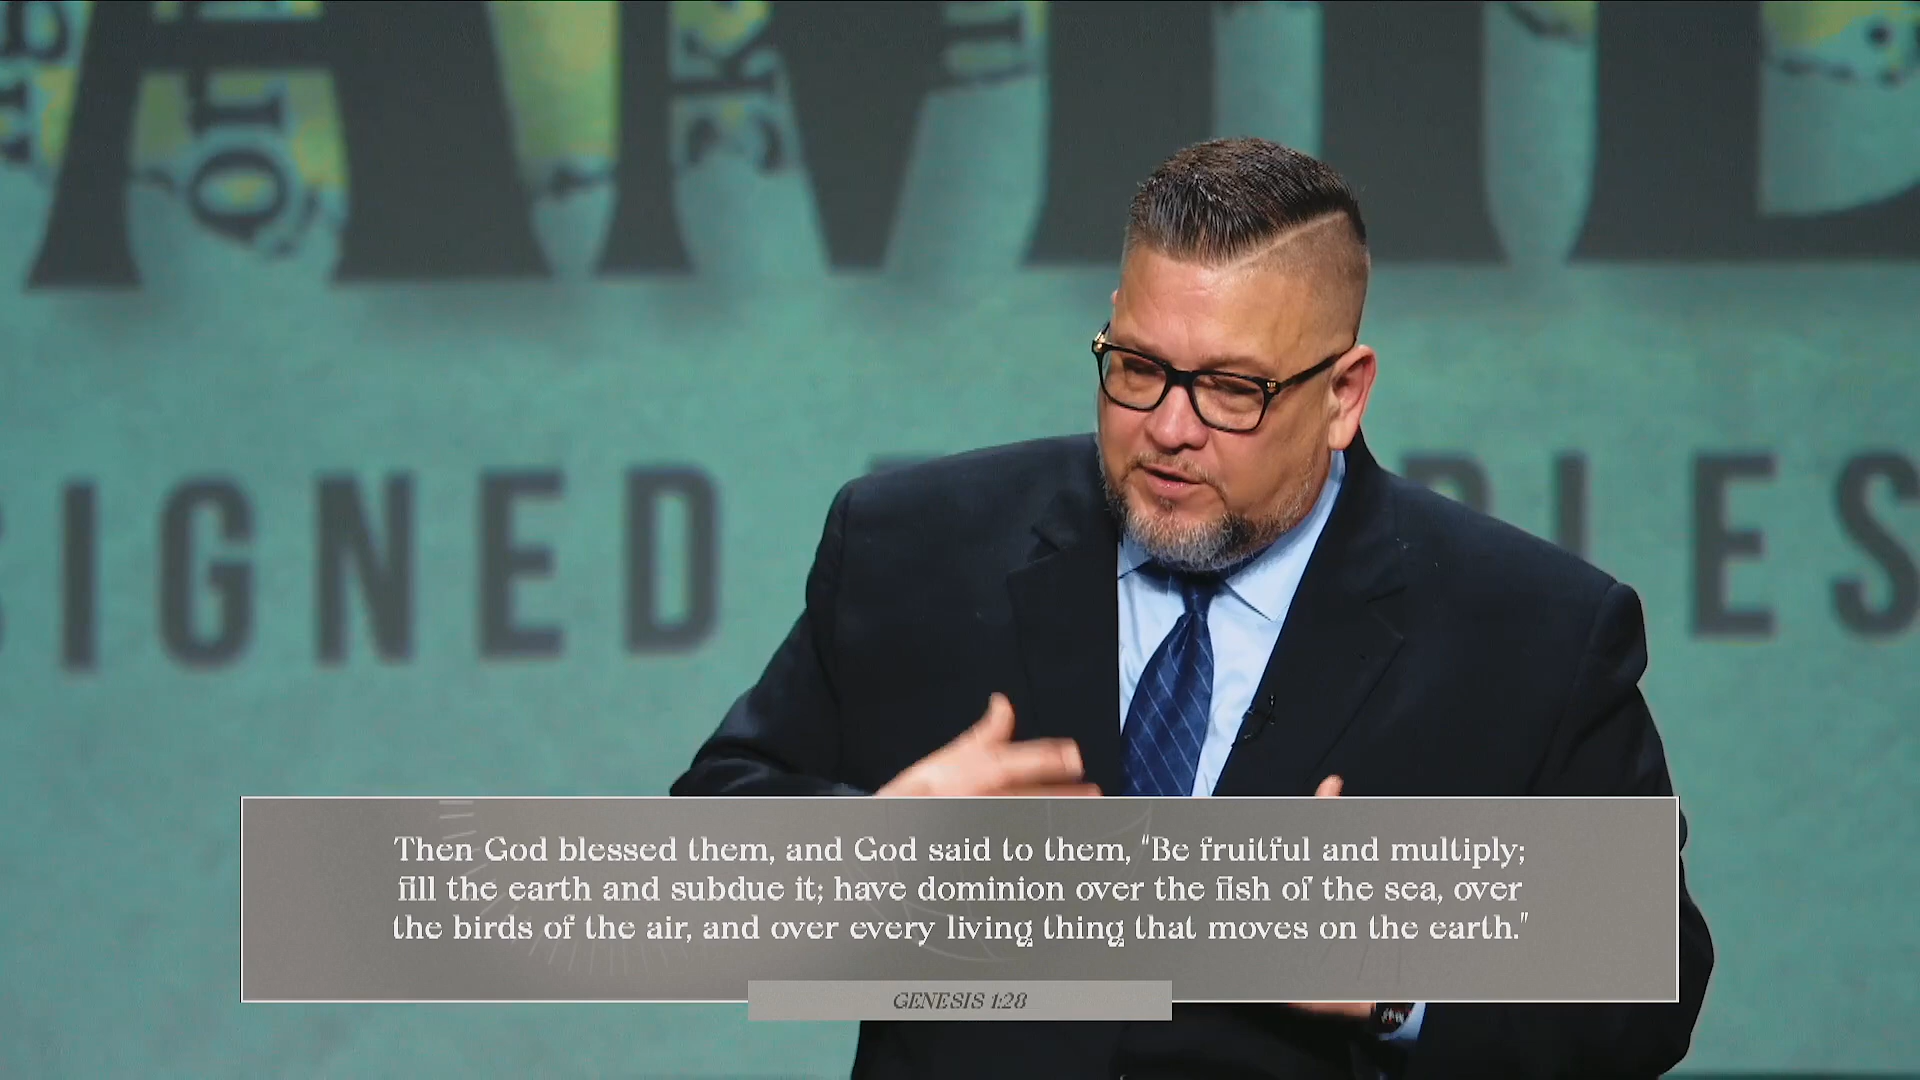 SIGNED
IES
Then God blessed them, and God said to them, "Be fruitful and multiply;
fill the earth and subdue it; have dominion over the fish of the sea, over
the birds of the air, and over every living thing that moves on the earth."
GENESIS 1:28